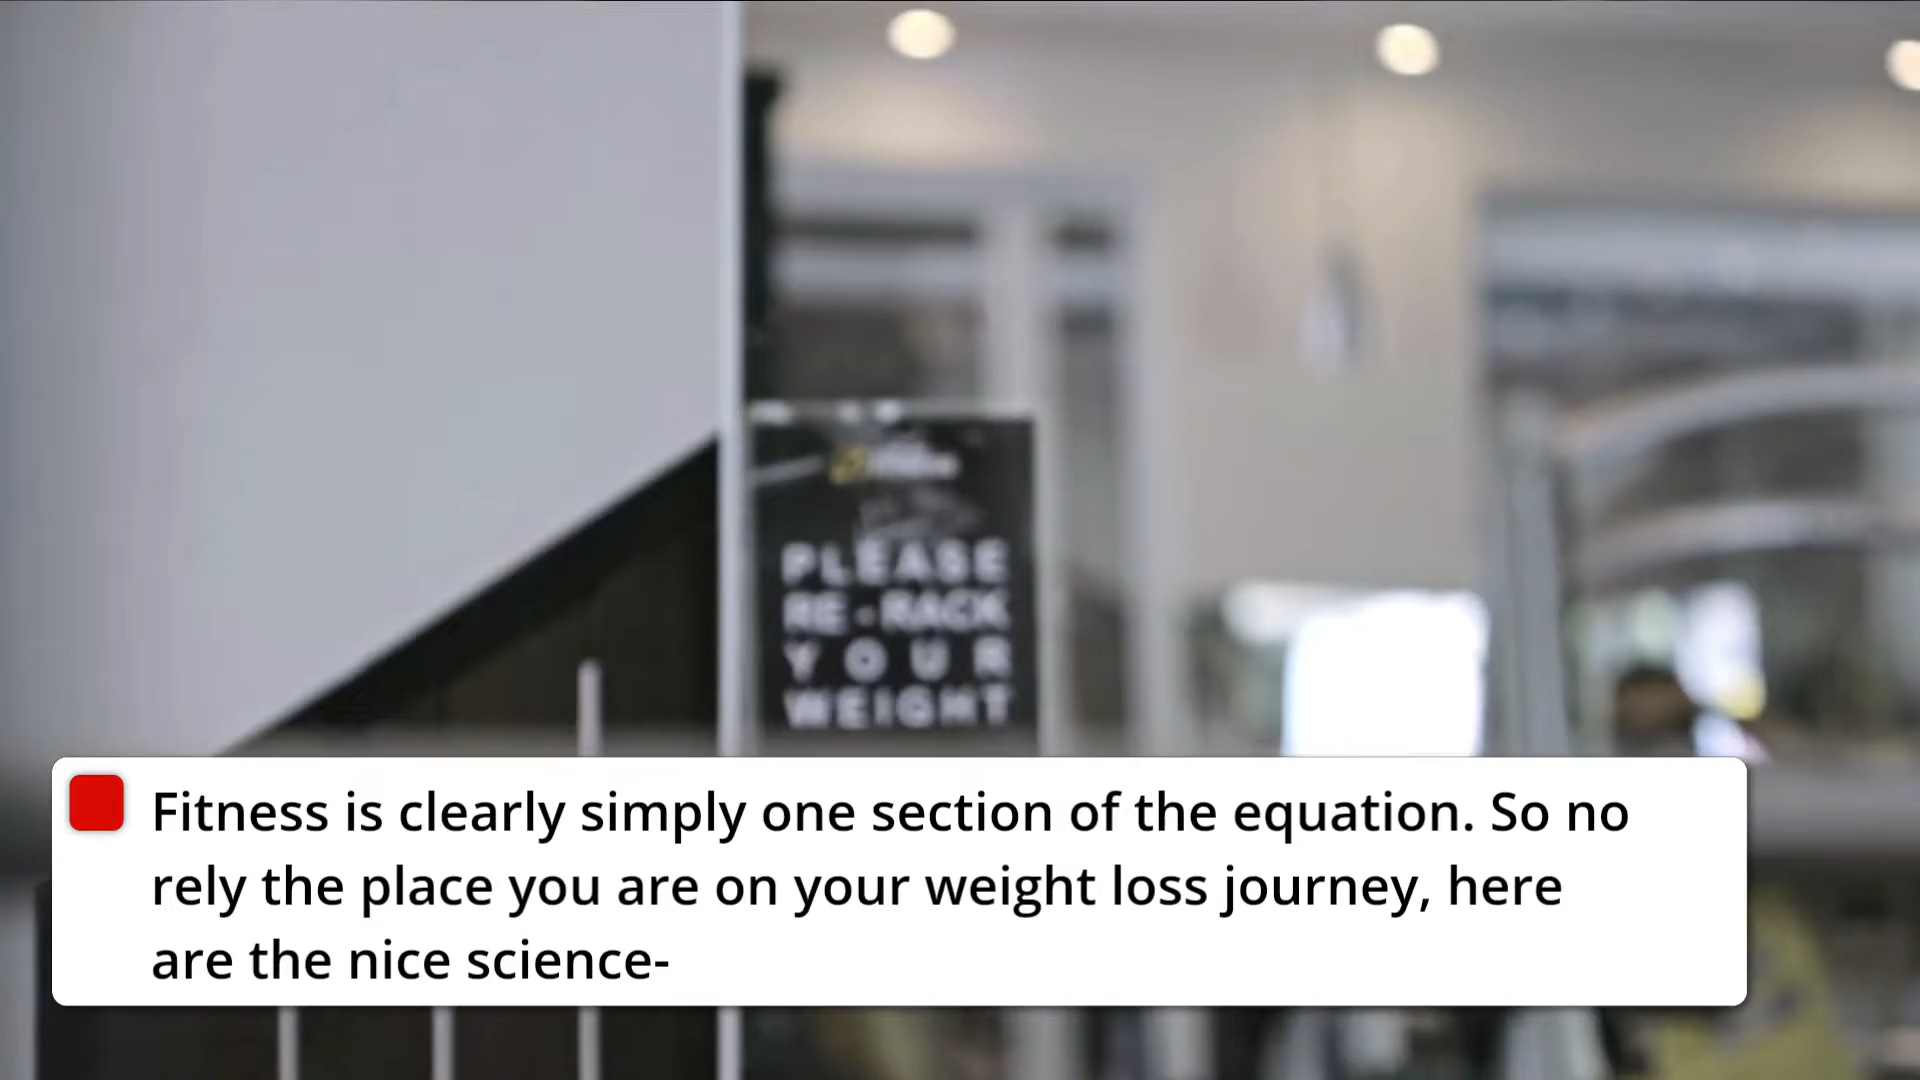 PLEASE
RE-RACK
YOUR
WEIGHT
Fitness is clearly simply one section of the equation. So no
rely the place you are on your weight loss journey, here
are the nice science-